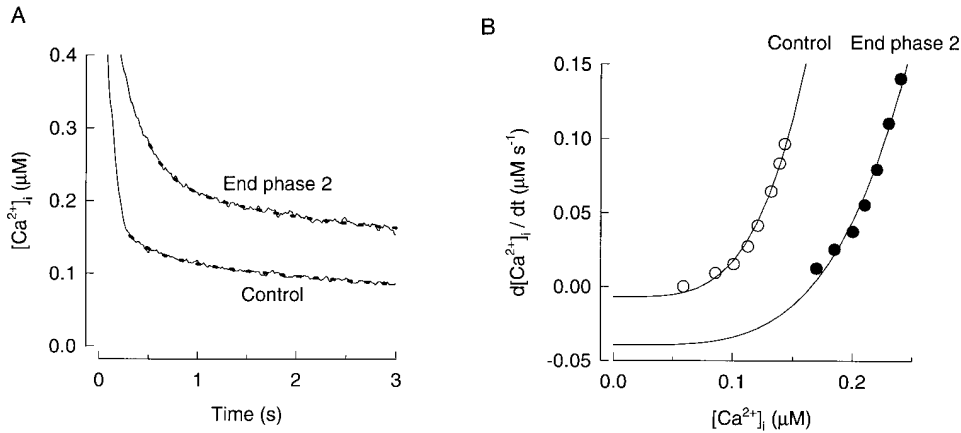 A
0.4
0.3
0.2
0.1
0.0
[Ca2+]i (µM)
End phase 2
Control
0 1 2 3
Time (s)
B
Control End phase 2
0.15
0.10
0.05
0.00
-0.05
d[Ca2+]i / dt (µM s-1)
0.0 0.1 0.2
[Ca2+]i (µM)